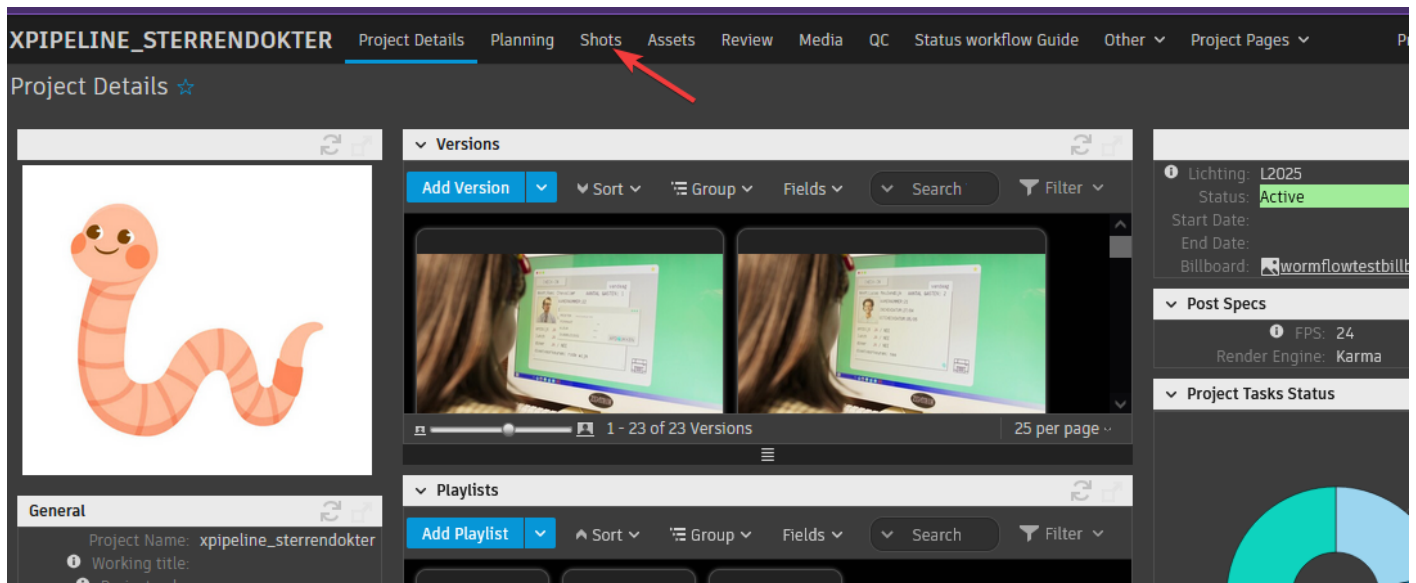 XPIPELINE_STERRENDOKTER Project Details Planning Shots Assets Review Media QC Status workflow Guide Other Project Pages
Project Details
Versions
Add Version Sort Group Fields Search Filter
1 - 23 of 23 Versions 25 per page
Playlists
Add Playlist Sort Group Fields Search Filter
General
Project Name: xpipeline_sterrendokter
Working title:
Lichting: L2025
Status: Active
Start Date:
End Date:
Billboard: wormflowtestbillb
Post Specs
FPS: 24
Render Engine: Karma
Project Tasks Status